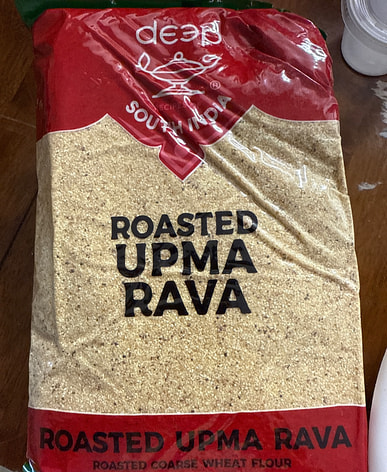 deep
SOUTH INDIA
®
ROASTED
UPMA
RAVA
ROASTED UPMA RAVA
ROASTED COARSE WHEAT FLOUR